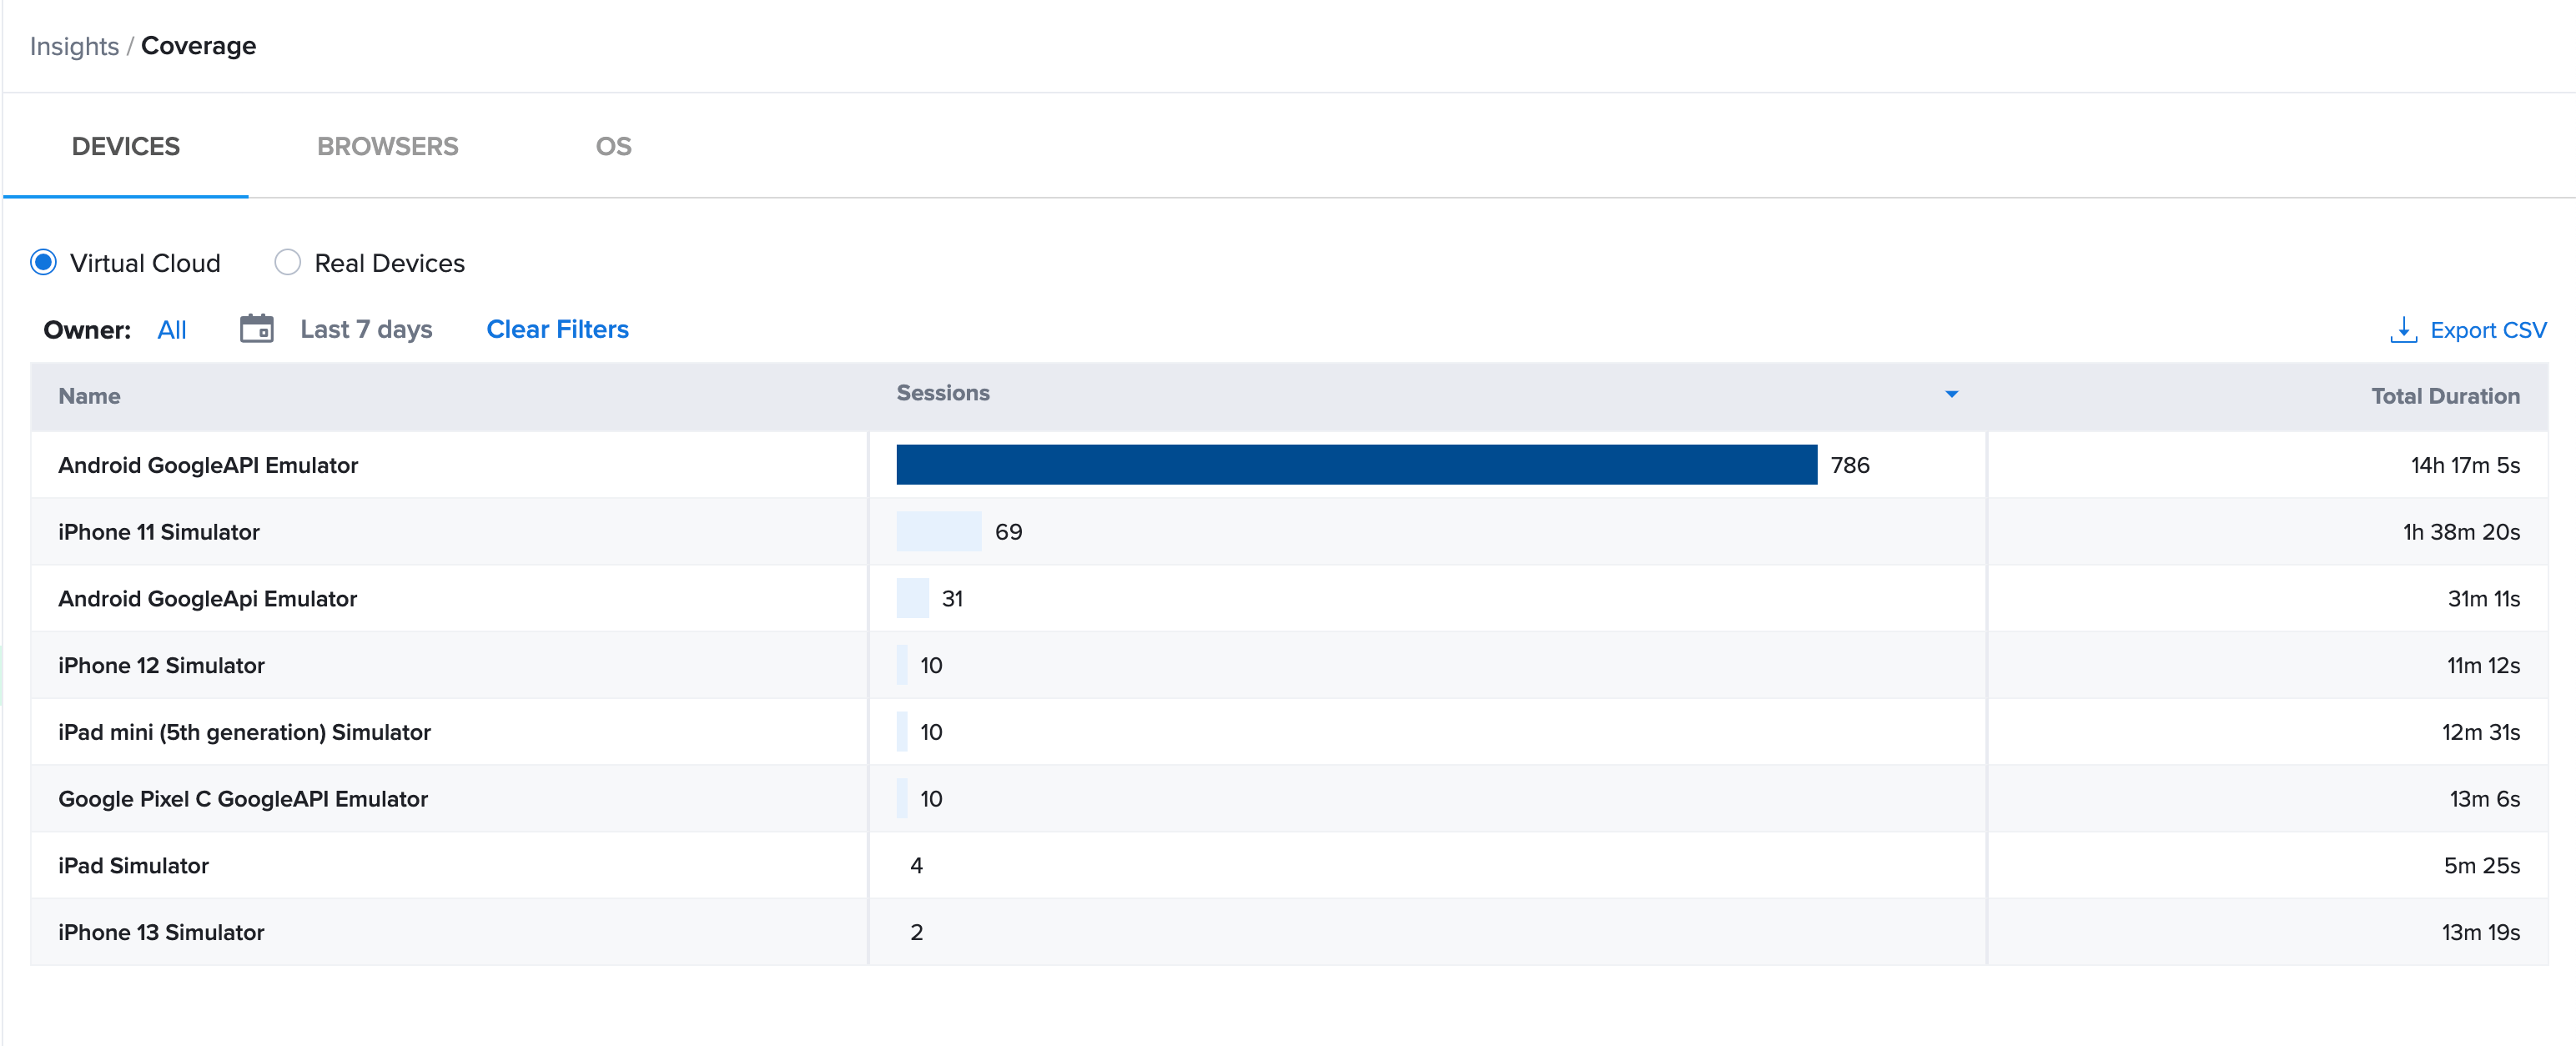 Insights / Coverage
DEVICES BROWSERS OS
Virtual Cloud Real Devices
Owner: All Last 7 days Clear Filters Export CSV
Name Sessions Total Duration
Android GoogleAPI Emulator 786 14h 17m 5s
iPhone 11 Simulator 69 1h 38m 20s
Android GoogleApi Emulator 31 31m 11s
iPhone 12 Simulator 10 11m 12s
iPad mini (5th generation) Simulator 10 12m 31s
Google Pixel C GoogleAPI Emulator 10 13m 6s
iPad Simulator 4 5m 25s
iPhone 13 Simulator 2 13m 19s